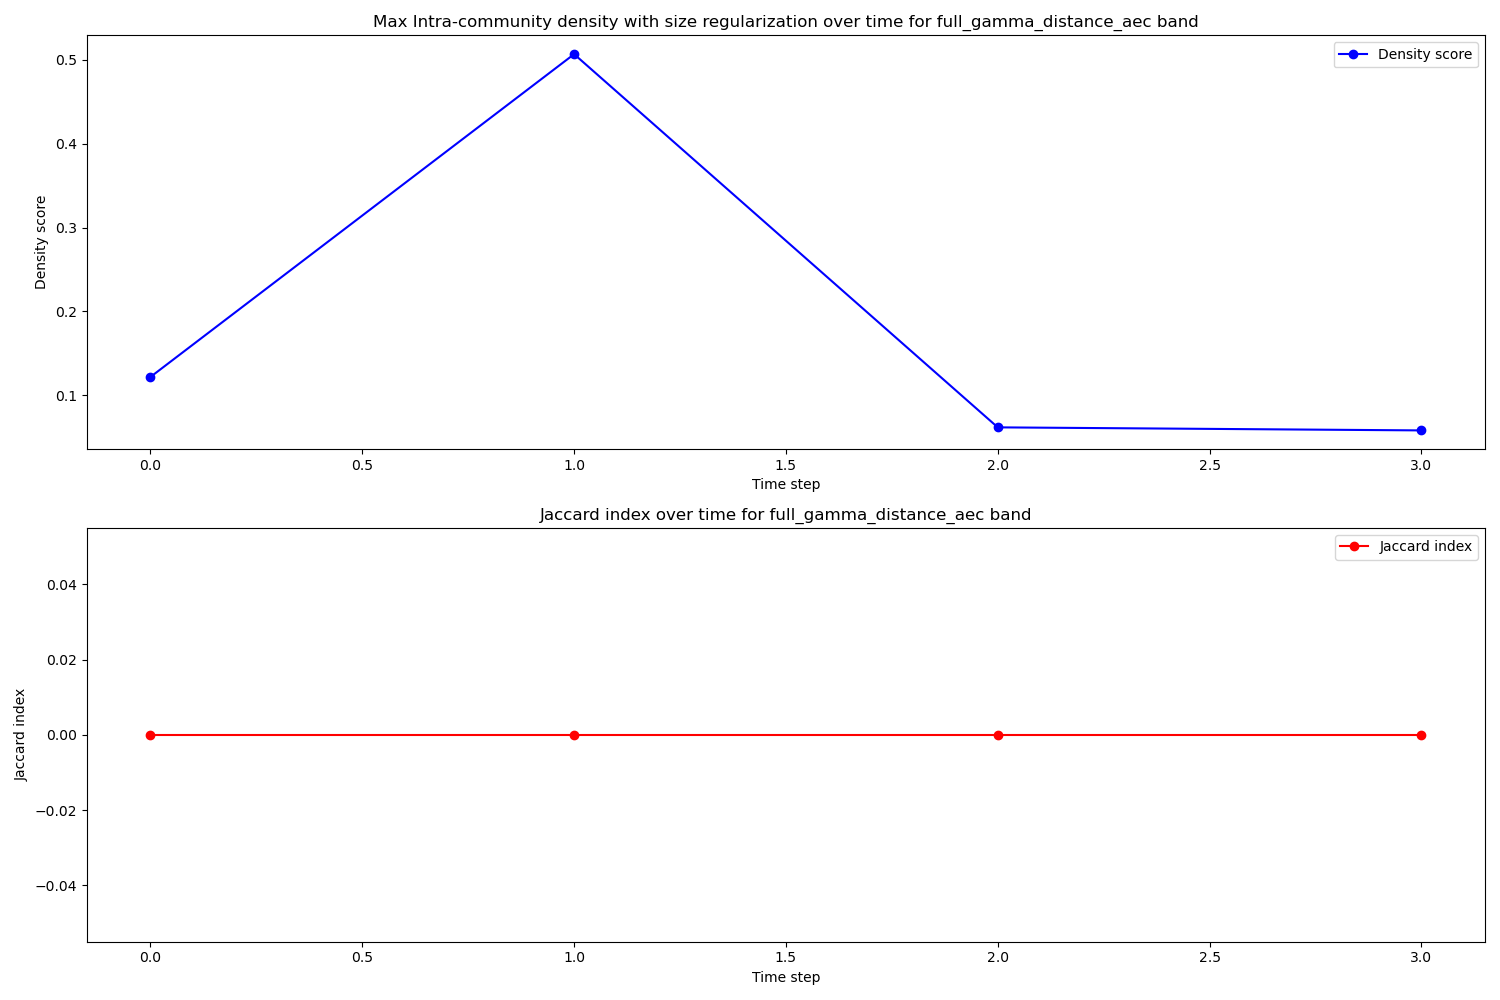 Max Intra-community density with size regularization over time for full_gamma_distance_aec band
Density score
0.5
0.4
0.3
0.2
0.1
Density score
0.0 0.5 1.0 1.5 2.0 2.5 3.0
Time step
Jaccard index over time for full_gamma_distance_aec band
Jaccard index
0.04
0.02
0.00
−0.02
−0.04
Jaccard index
0.0 0.5 1.0 1.5 2.0 2.5 3.0
Time step